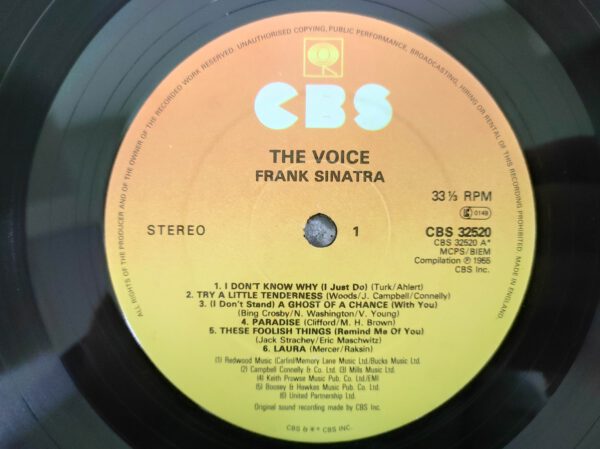 ALL RIGHTS OF THE PRODUCER AND OF THE OWNER OF THE RECORDED WORK RESERVED. UNAUTHORISED COPYING, PUBLIC PERFORMANCE, BROADCASTING, HIRING OR RENTAL OF THIS RECORDING PROHIBITED. MADE IN ENGLAND.
CBS
THE VOICE
FRANK SINATRA
33 ⅓ RPM
0149
STEREO
1
CBS 32520
CBS 32520 A*
MCPS/BIEM
Compilation ℗ 1955
CBS Inc.
1. I DON'T KNOW WHY (I Just Do) (Turk/Ahlert)
2. TRY A LITTLE TENDERNESS (Woods/J. Campbell/Connelly)
3. (I Don't Stand) A GHOST OF A CHANCE (With You)
(Bing Crosby/N. Washington/V. Young)
4. PARADISE (Clifford/M. H. Brown)
5. THESE FOOLISH THINGS (Remind Me Of You)
(Jack Strachey/Eric Maschwitz)
6. LAURA (Mercer/Raksin)
(1) Redwood Music (Carlin)/Memory Lane Music Ltd./Bucks Music Ltd.
(2) Campbell Connelly & Co. Ltd. (3) Mills Music Ltd.
(4) Keith Prowse Music Pub. Co. Ltd./EMI
(5) Boosey & Hawkes Music Pub. Co. Ltd.
(6) United Partnership Ltd.
Original sound recording made by CBS Inc.
CBS & ⁕ CBS INC.